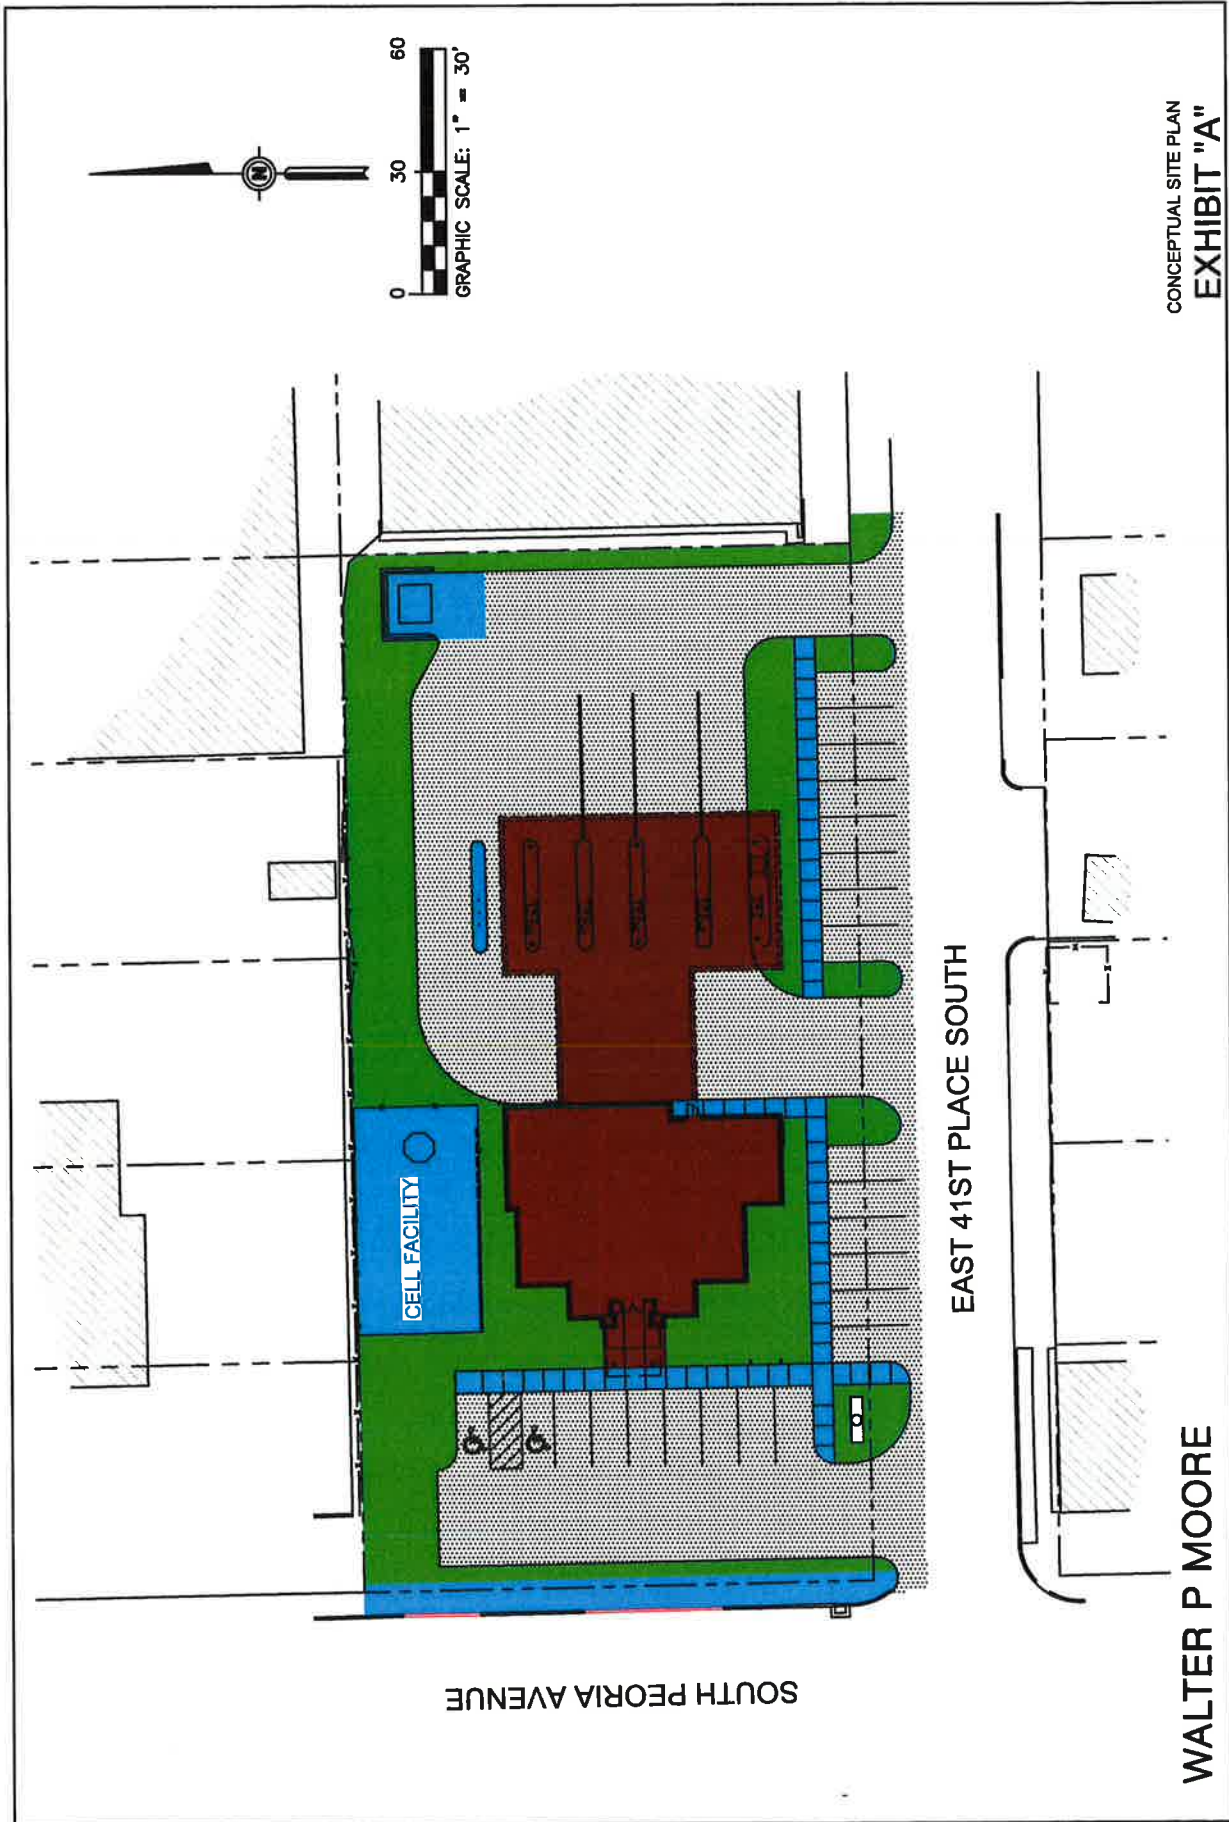 0 30 60
GRAPHIC SCALE: 1" = 30'
N
CELL FACILITY
SOUTH PEORIA AVENUE
EAST 41ST PLACE SOUTH
WALTER P MOORE
CONCEPTUAL SITE PLAN
EXHIBIT "A"